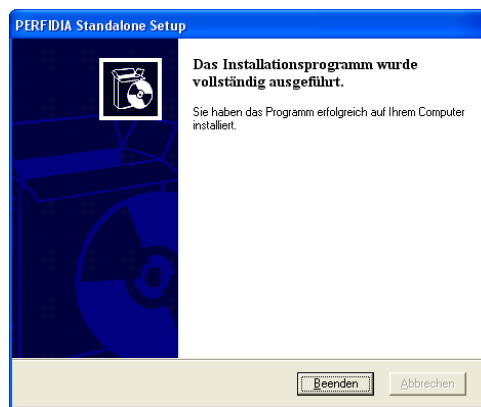 PERFIDIA Standalone Setup
Das Installationsprogramm wurde
vollständig ausgeführt.
Sie haben das Programm erfolgreich auf Ihrem Computer
installiert.
Beenden
Abbrechen